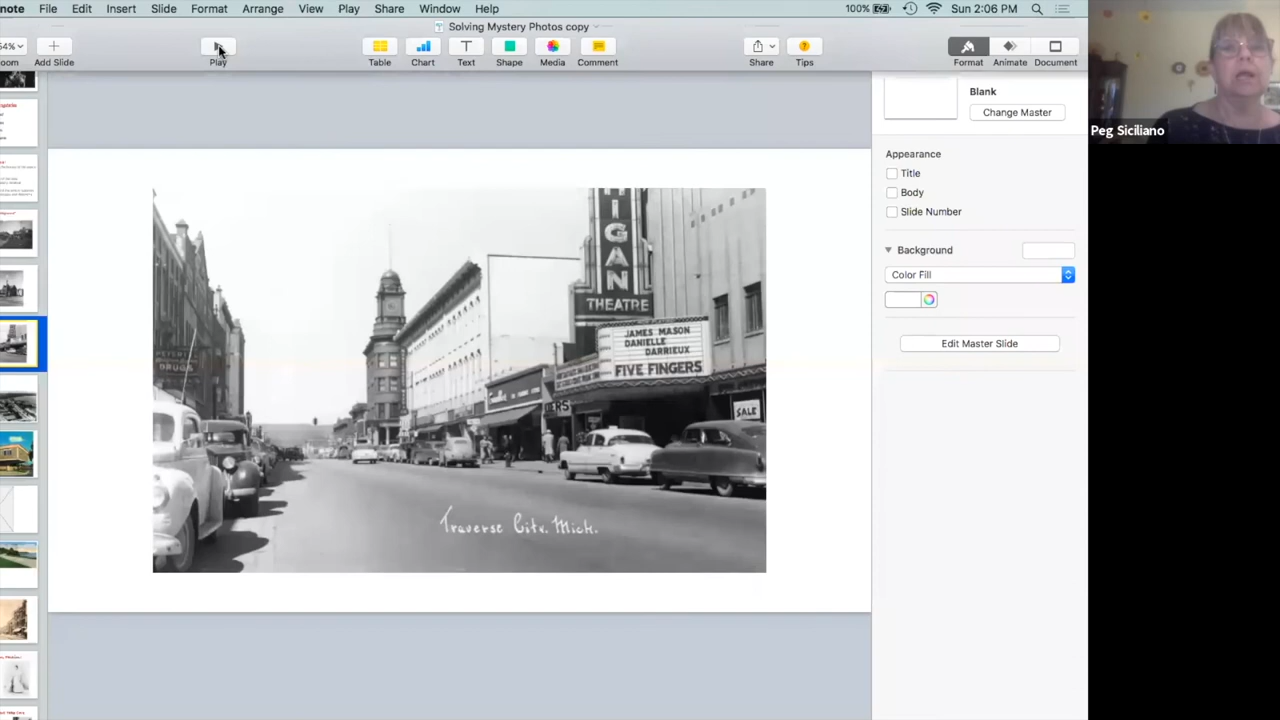 note File Edit Insert Slide Format Arrange View Play Share Window Help 100% Sun 2:06 PM
Solving Mystery Photos copy
Add Slide Play Table Chart Text Shape Media Comment Share Tips Format Animate Document
Blank
Change Master
Peg Siciliano
Appearance
Title
Body
Slide Number
Background
Color Fill
Edit Master Slide
HIGAN
THEATRE
JAMES MASON
DANIELLE
DARRIEUX
FIVE FINGERS
DRUGS
SALE
Traverse City. Mich.